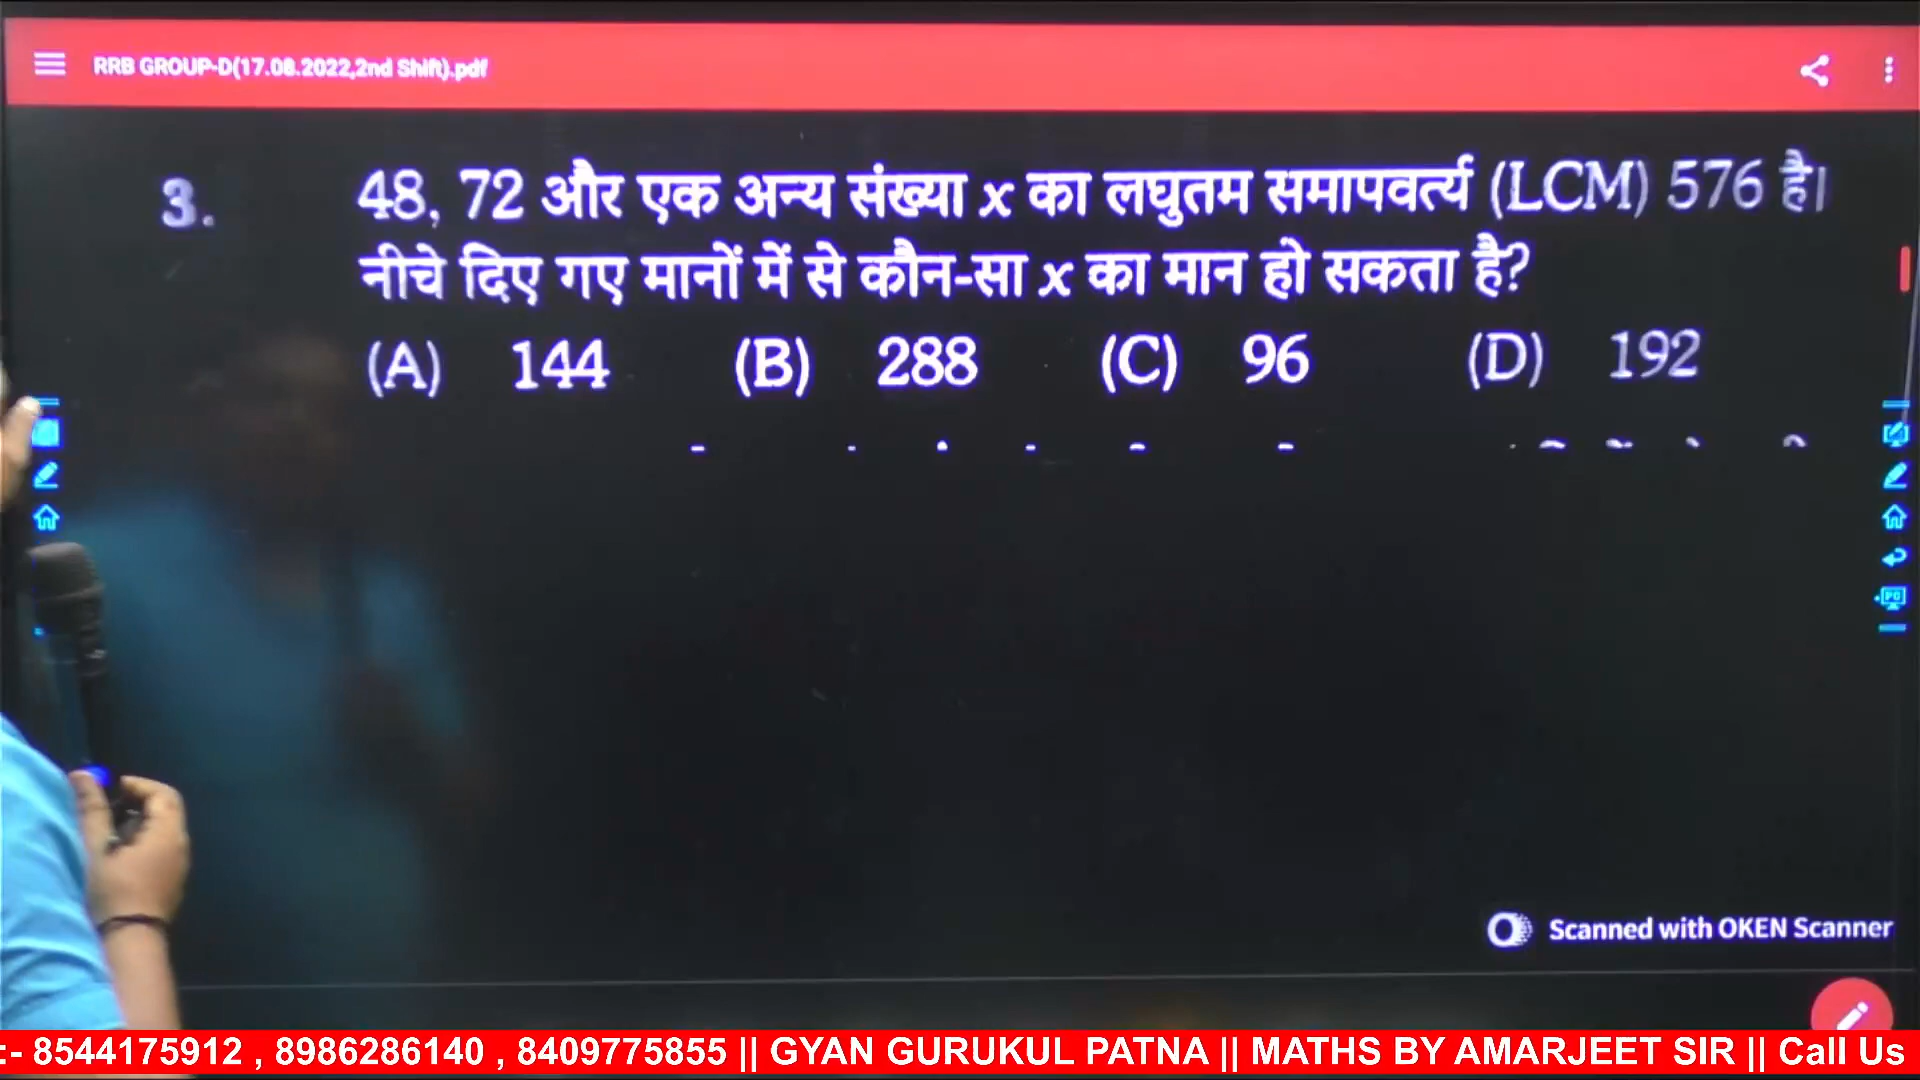 RRB GROUP-D(17.08.2022,2nd Shift).pdf
3. 48, 72 और एक अन्य संख्या x का लघुतम समापवर्त्य (LCM) 576 है।
नीचे दिए गए मानों में से कौन-सा x का मान हो सकता है?
(A) 144 (B) 288 (C) 96 (D) 192
Scanned with OKEN Scanner
:- 8544175912 , 8986286140 , 8409775855 || GYAN GURUKUL PATNA || MATHS BY AMARJEET SIR || Call Us